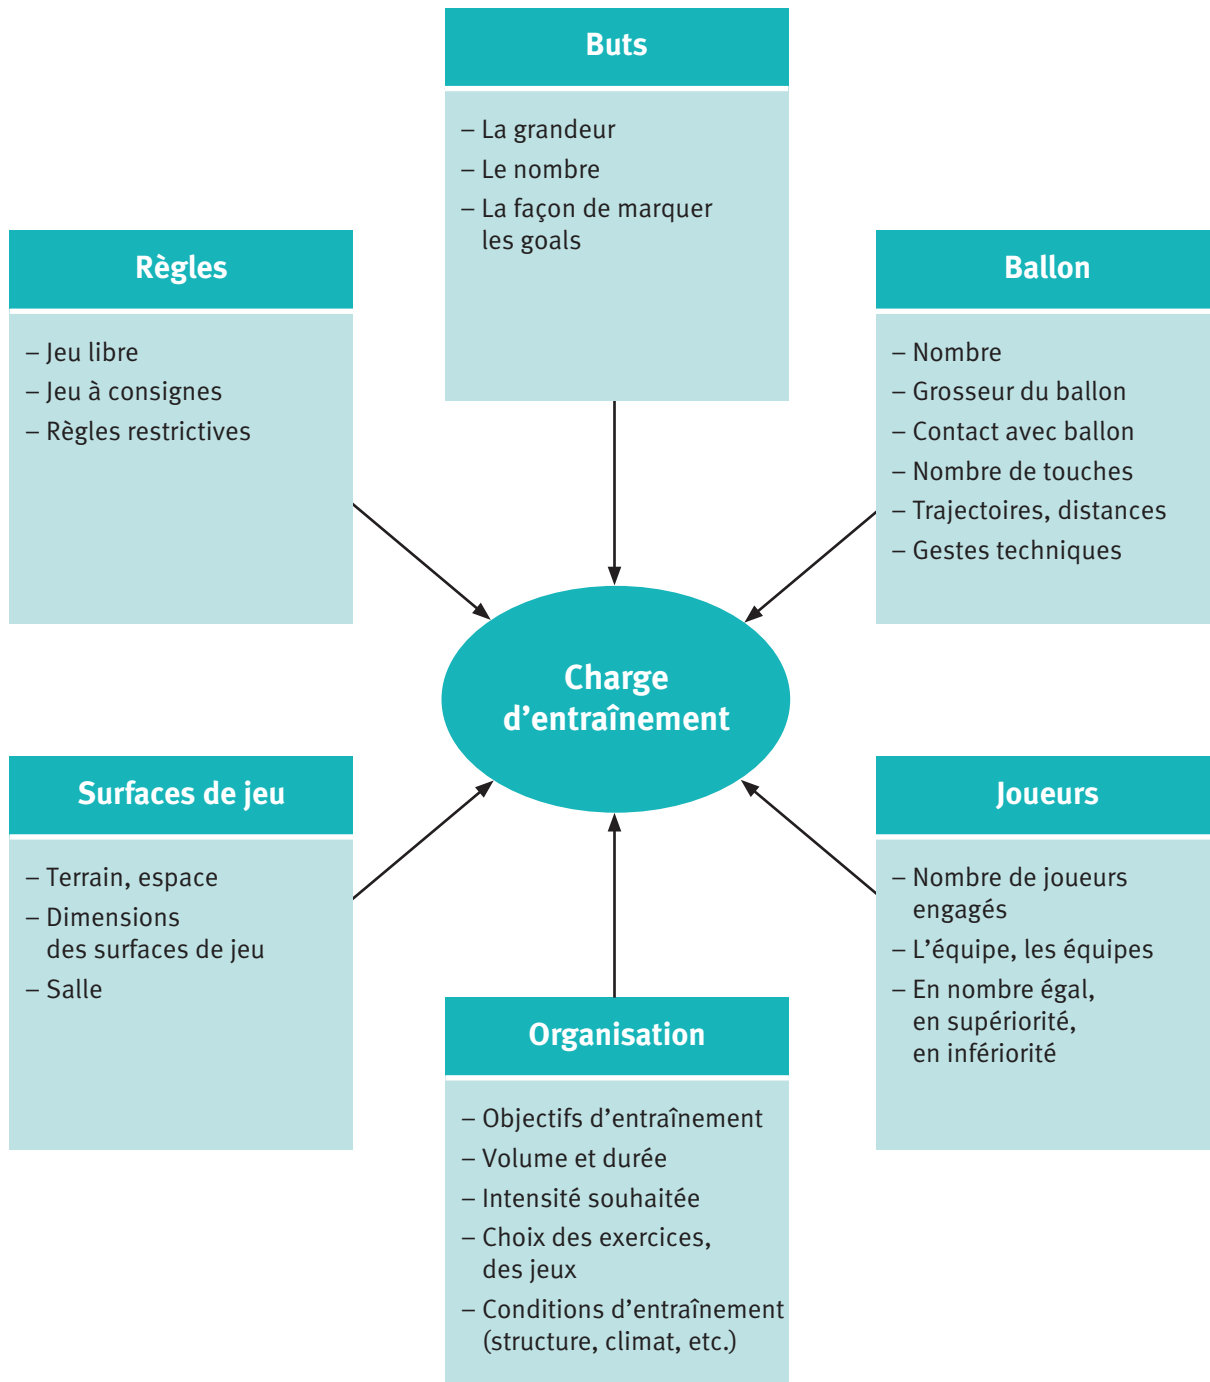 Buts
– La grandeur
– Le nombre
– La façon de marquer
les goals
Règles
– Jeu libre
– Jeu à consignes
– Règles restrictives
Ballon
– Nombre
– Grosseur du ballon
– Contact avec ballon
– Nombre de touches
– Trajectoires, distances
– Gestes techniques
Charge
d’entraînement
Surfaces de jeu
– Terrain, espace
– Dimensions
des surfaces de jeu
– Salle
Joueurs
– Nombre de joueurs
engagés
– L’équipe, les équipes
– En nombre égal,
en supériorité,
en infériorité
Organisation
– Objectifs d’entraînement
– Volume et durée
– Intensité souhaitée
– Choix des exercices,
des jeux
– Conditions d’entraînement
(structure, climat, etc.)